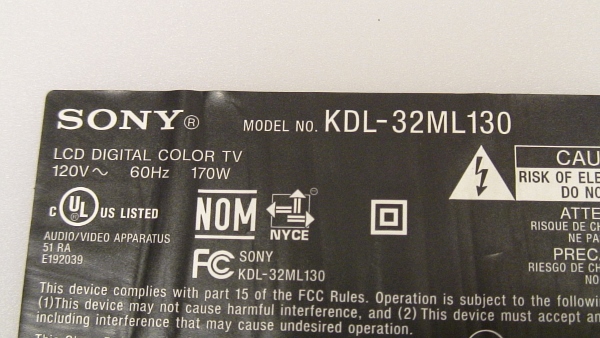 SONY® MODEL NO. KDL-32ML130
LCD DIGITAL COLOR TV
120V～ 60Hz 170W
C UL US LISTED
AUDIO/VIDEO APPARATUS
51 RA
E192039
NOM
NYCE
FC SONY
KDL-32ML130
CAU
RISK OF ELE
DO NO
ATTE
RISQUE DE CH
NE PA
PRECA
RIESGO DE CH
NO
This device complies with part 15 of the FCC Rules. Operation is subject to the followi
(1)This device may not cause harmful interference, and (2) This device must accept an
including interference that may cause undesired operation.